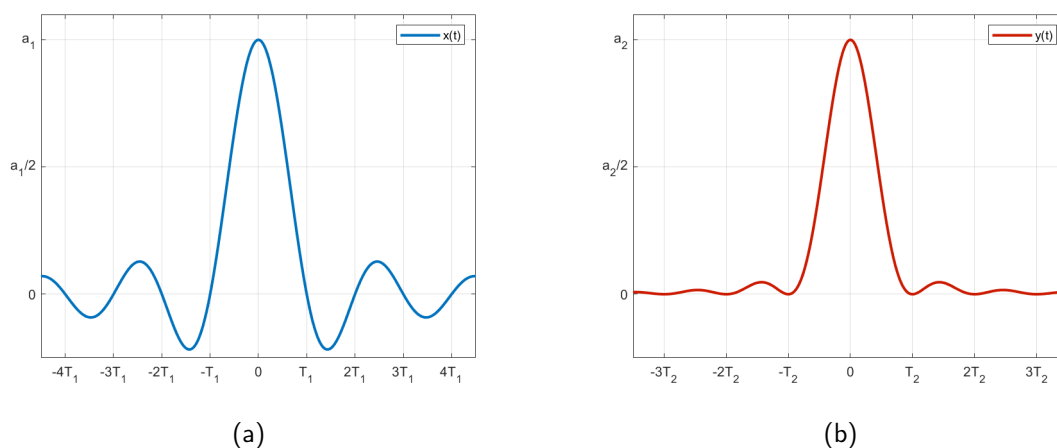 x(t)
a₁
a₁/2
0
-4T₁ -3T₁ -2T₁ -T₁ 0 T₁ 2T₁ 3T₁ 4T₁
(a)
y(t)
a₂
a₂/2
0
-3T₂ -2T₂ -T₂ 0 T₂ 2T₂ 3T₂
(b)